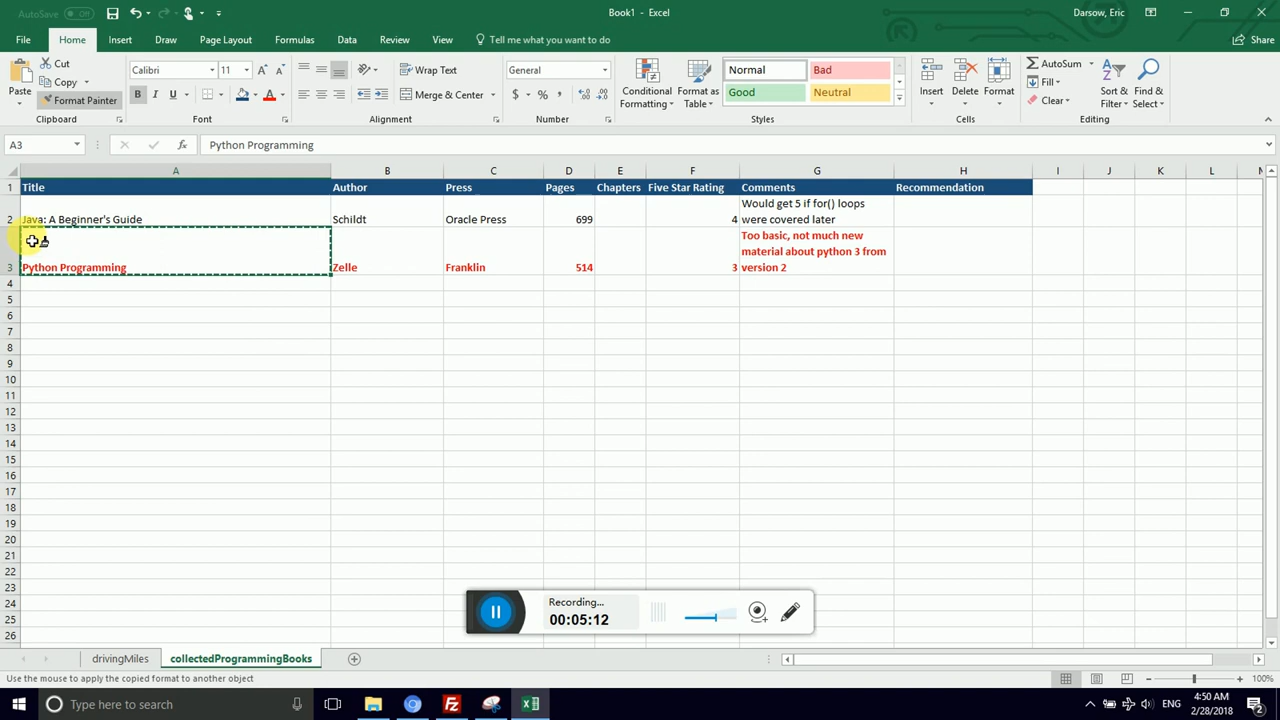 AutoSave Off
Book1 - Excel
Darsow, Eric
File Home Insert Draw Page Layout Formulas Data Review View Tell me what you want to do Share
Paste
Cut
Copy
Format Painter
Clipboard
Calibri 11
B I U
Font
Wrap Text
Merge & Center
Alignment
General
$ % ,
Number
Conditional Formatting
Format as Table
Normal Bad
Good Neutral
Styles
Insert Delete Format
Cells
AutoSum
Fill
Clear
Sort & Filter
Find & Select
Editing
A3 fx Python Programming
A B C D E F G H I J K L M
1 Title Author Press Pages Chapters Five Star Rating Comments Recommendation
2 Java: A Beginner's Guide Schildt Oracle Press 699 4 Would get 5 if for() loops
were covered later
3 Python Programming Zelle Franklin 514 3 Too basic, not much new
material about python 3 from
version 2
4
5
6
7
8
9
10
11
12
13
14
15
16
17
18
19
20
21
22
23
24
25
26
Recording...
00:05:12
drivingMiles collectedProgrammingBooks
Use the mouse to apply the copied format to another object
100%
Type here to search
ENG
4:50 AM
2/28/2018
2